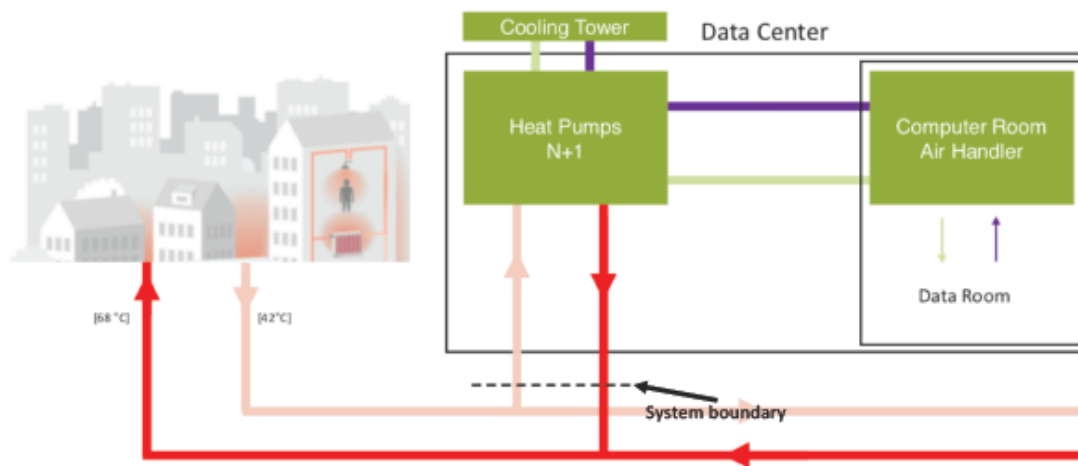 Cooling Tower
Data Center
Heat Pumps
N+1
Computer Room
Air Handler
Data Room
[68 °C]
[42°C]
System boundary